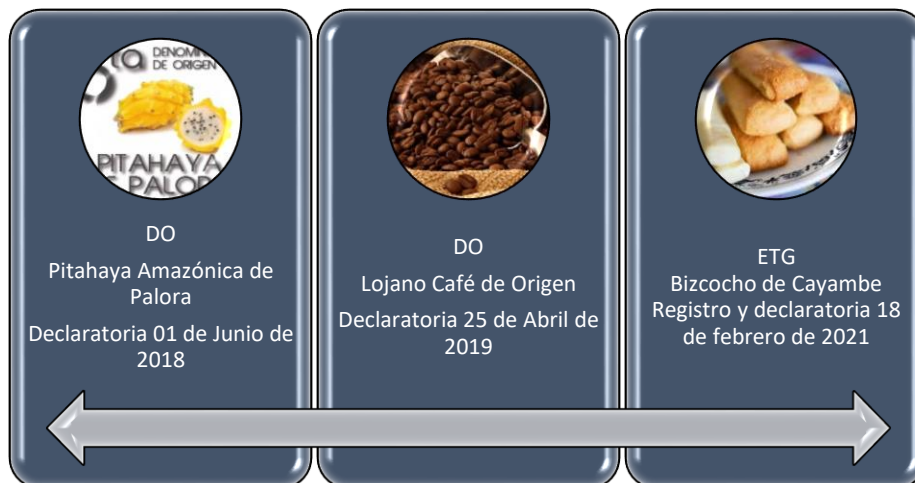 DENOMIN
DE ORIGEN
PITAHAYA
PALOR
DO
Pitahaya Amazónica de
Palora
Declaratoria 01 de Junio de
2018
DO
Lojano Café de Origen
Declaratoria 25 de Abril de
2019
ETG
Bizcocho de Cayambe
Registro y declaratoria 18
de febrero de 2021